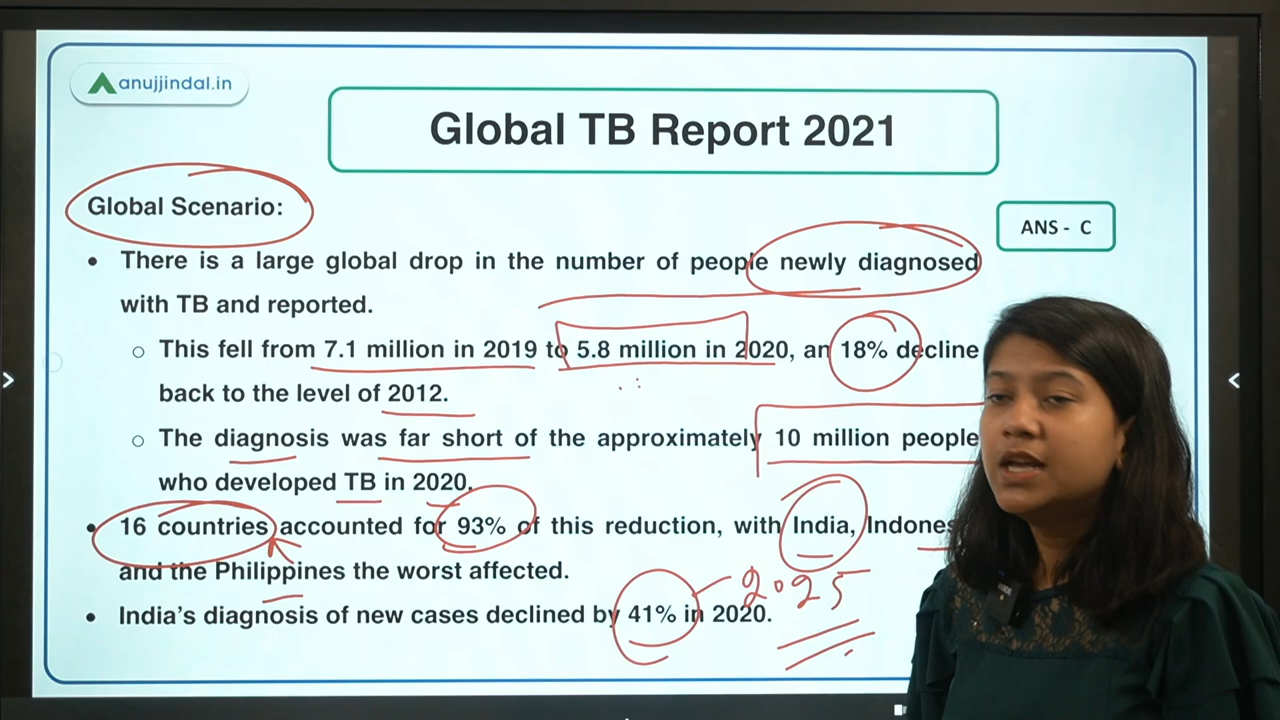 anujjindal.in
Global TB Report 2021
Global Scenario:
ANS - C
• There is a large global drop in the number of people newly diagnosed
with TB and reported.
○ This fell from 7.1 million in 2019 to 5.8 million in 2020, an 18% decline
back to the level of 2012.
○ The diagnosis was far short of the approximately 10 million people
who developed TB in 2020.
• 16 countries accounted for 93% of this reduction, with India,
and the Philippines the worst affected.
2025
• India's diagnosis of new cases declined by 41% in 2020.